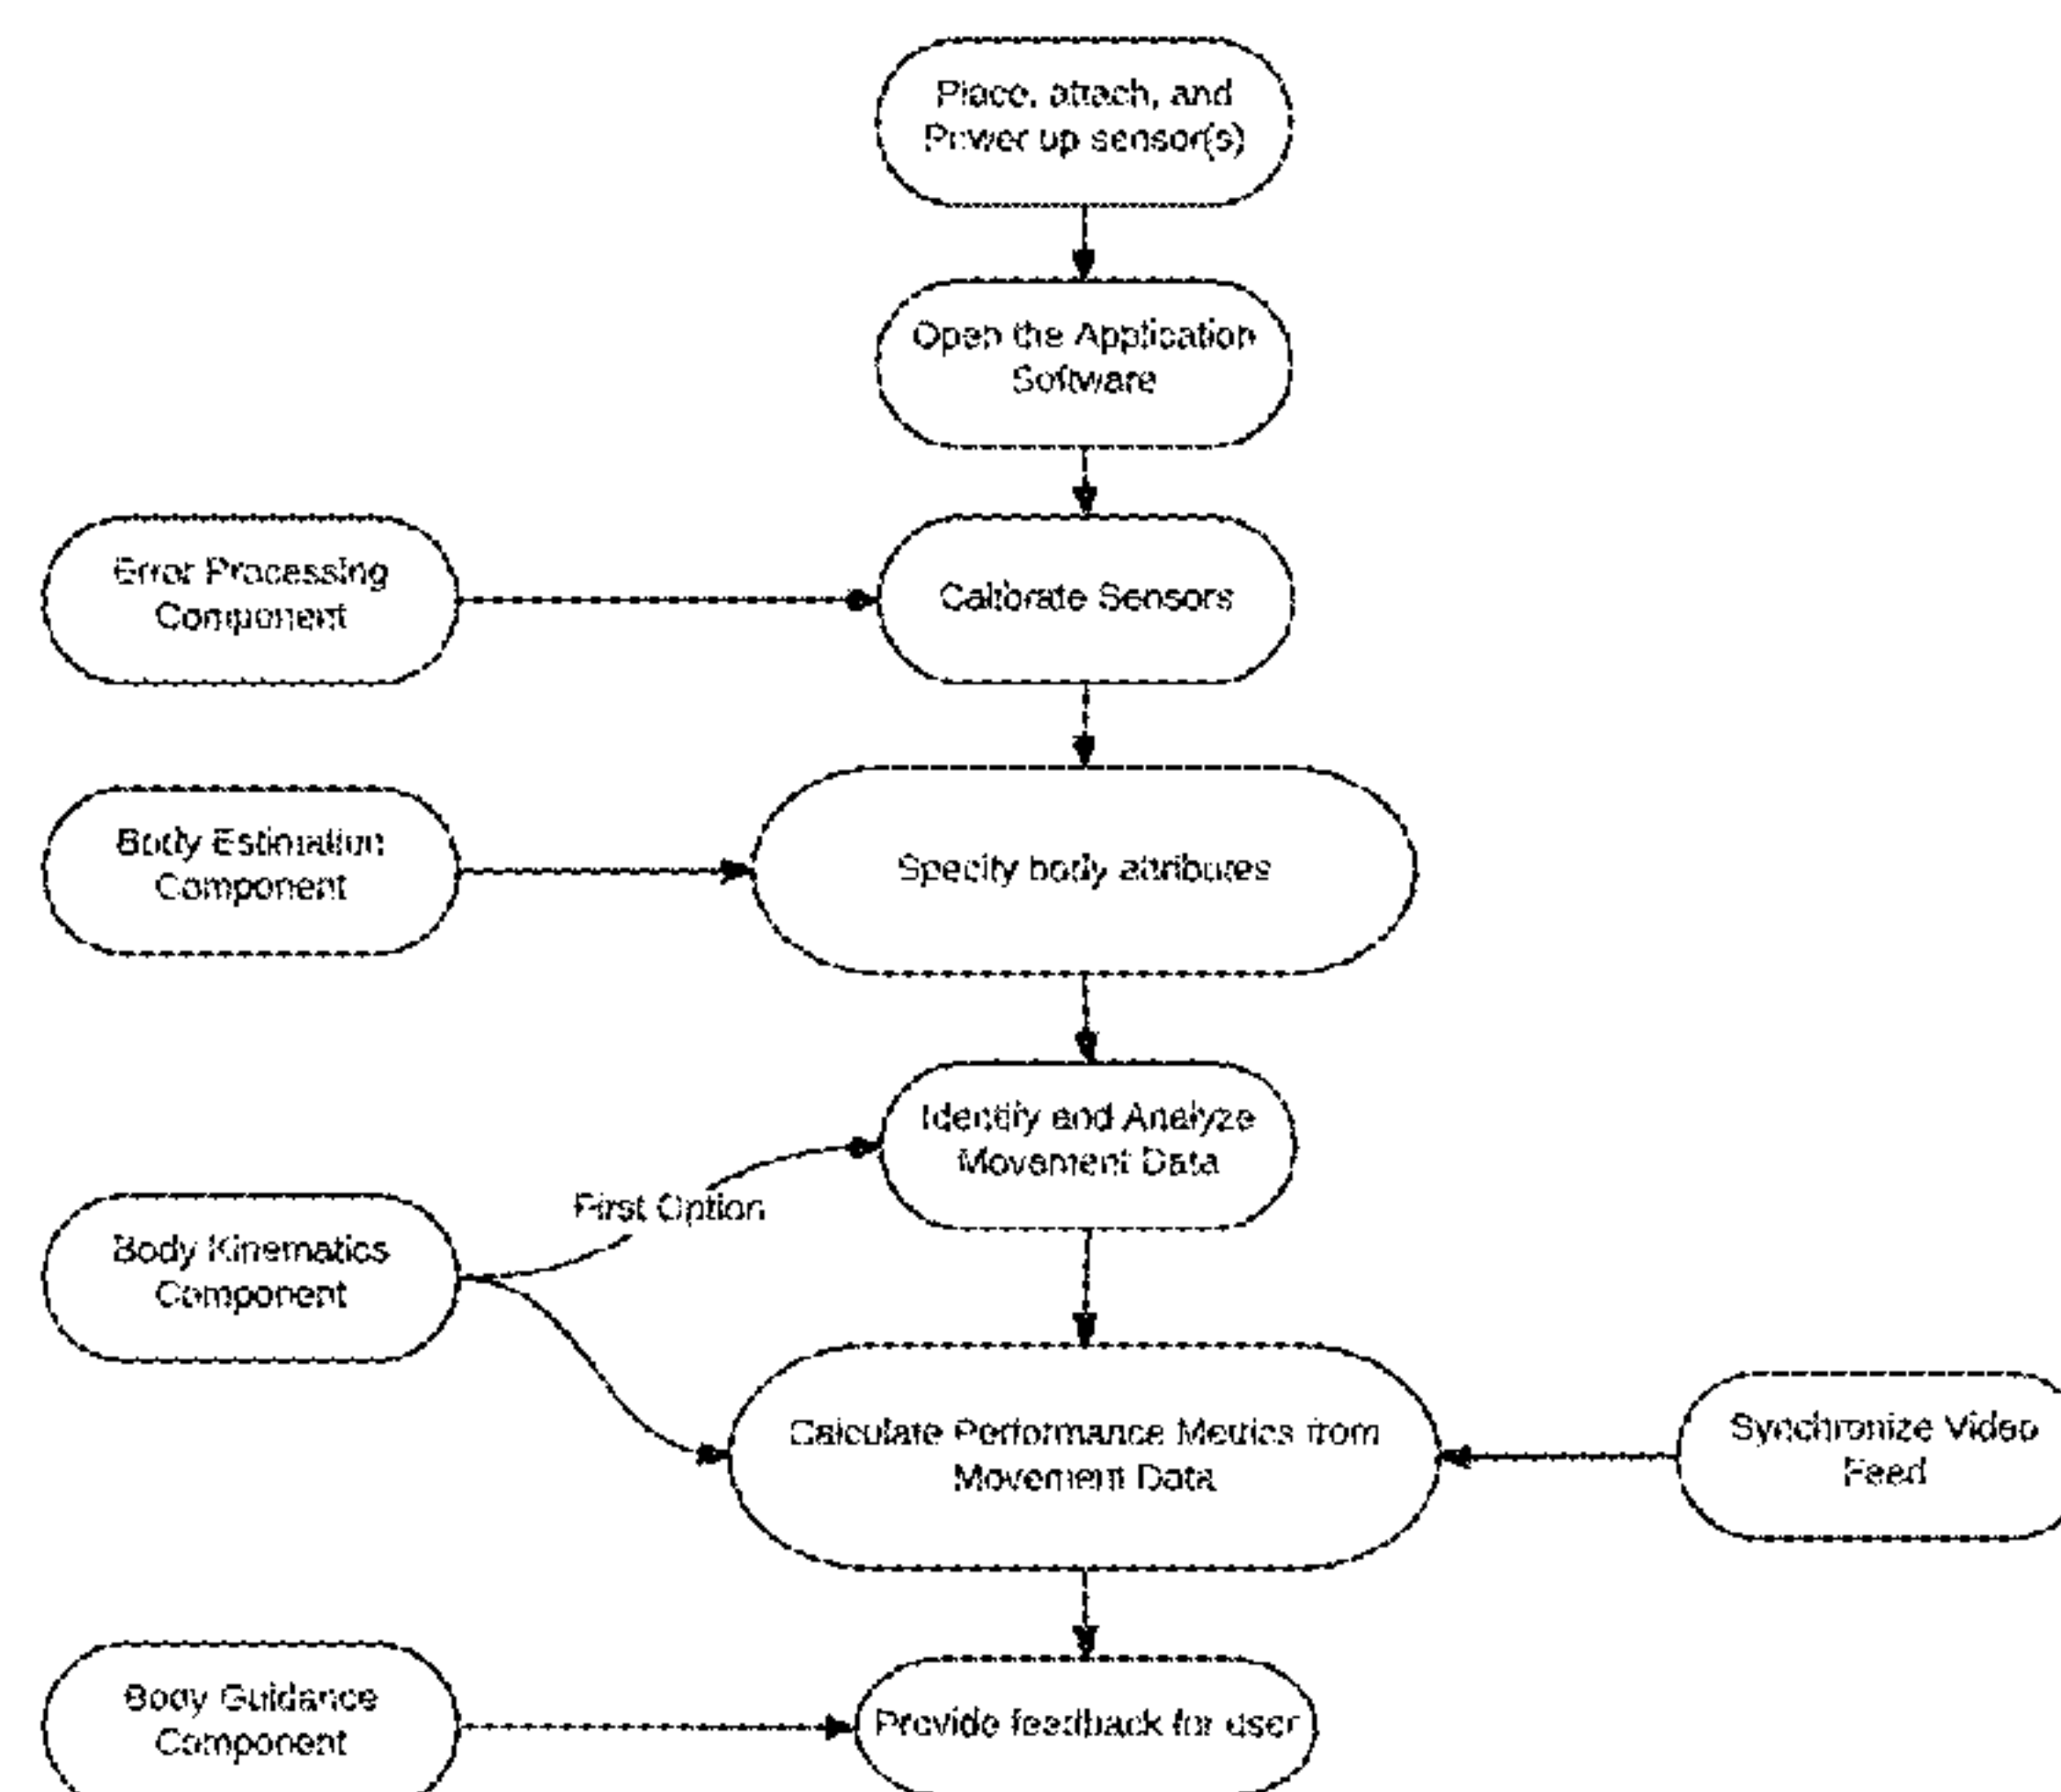 Place, attach, and
Power up sensor(s)
Open the Application
Software
Error Processing
Component
Calibrate Sensors
Body Estimation
Component
Specify body attributes
Identify and Analyze
Movement Data
First Option
Body Kinematics
Component
Calculate Performance Metrics from
Movement Data
Synchronize Video
Feed
Body Guidance
Component
Provide feedback for user